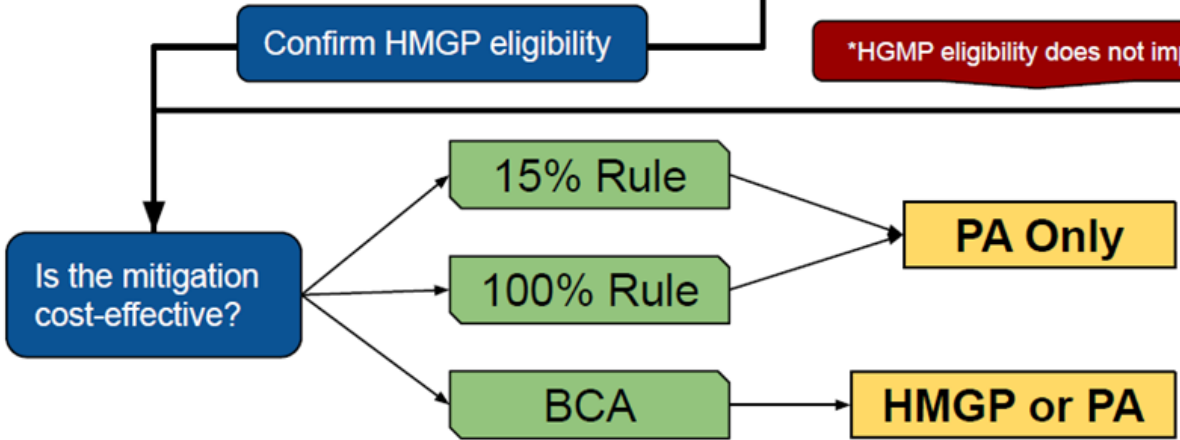 Confirm HMGP eligibility
*HGMP eligibility does not
15% Rule
PA Only
Is the mitigation
cost-effective?
100% Rule
BCA
HMGP or PA